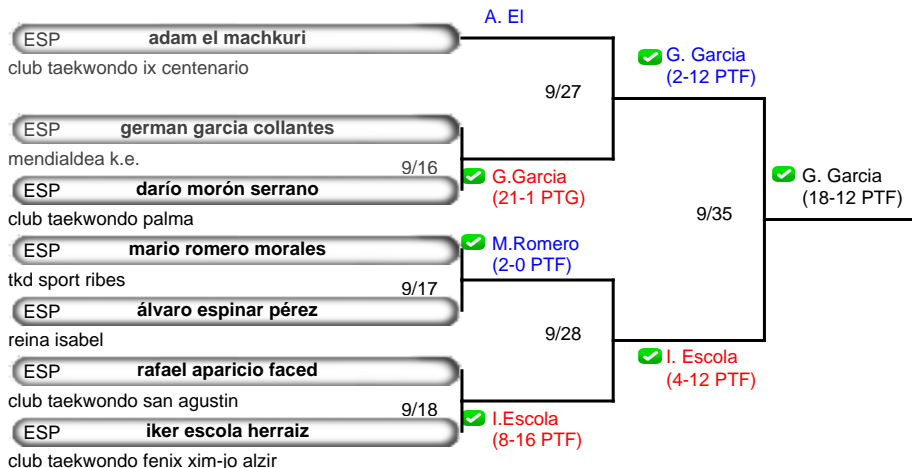 A. El
ESP adam el machkuri
club taekwondo ix centenario
9/27
G. Garcia
(2-12 PTF)
ESP german garcia collantes
mendialdea k.e.
9/16
G.Garcia
(21-1 PTG)
ESP darío morón serrano
club taekwondo palma
9/35
G. Garcia
(18-12 PTF)
ESP mario romero morales
tkd sport ribes
M.Romero
(2-0 PTF)
9/17
ESP álvaro espinar pérez
reina isabel
9/28
I. Escola
(4-12 PTF)
ESP rafael aparicio faced
club taekwondo san agustin
9/18
I.Escola
(8-16 PTF)
ESP iker escola herraiz
club taekwondo fenix xim-jo alzir